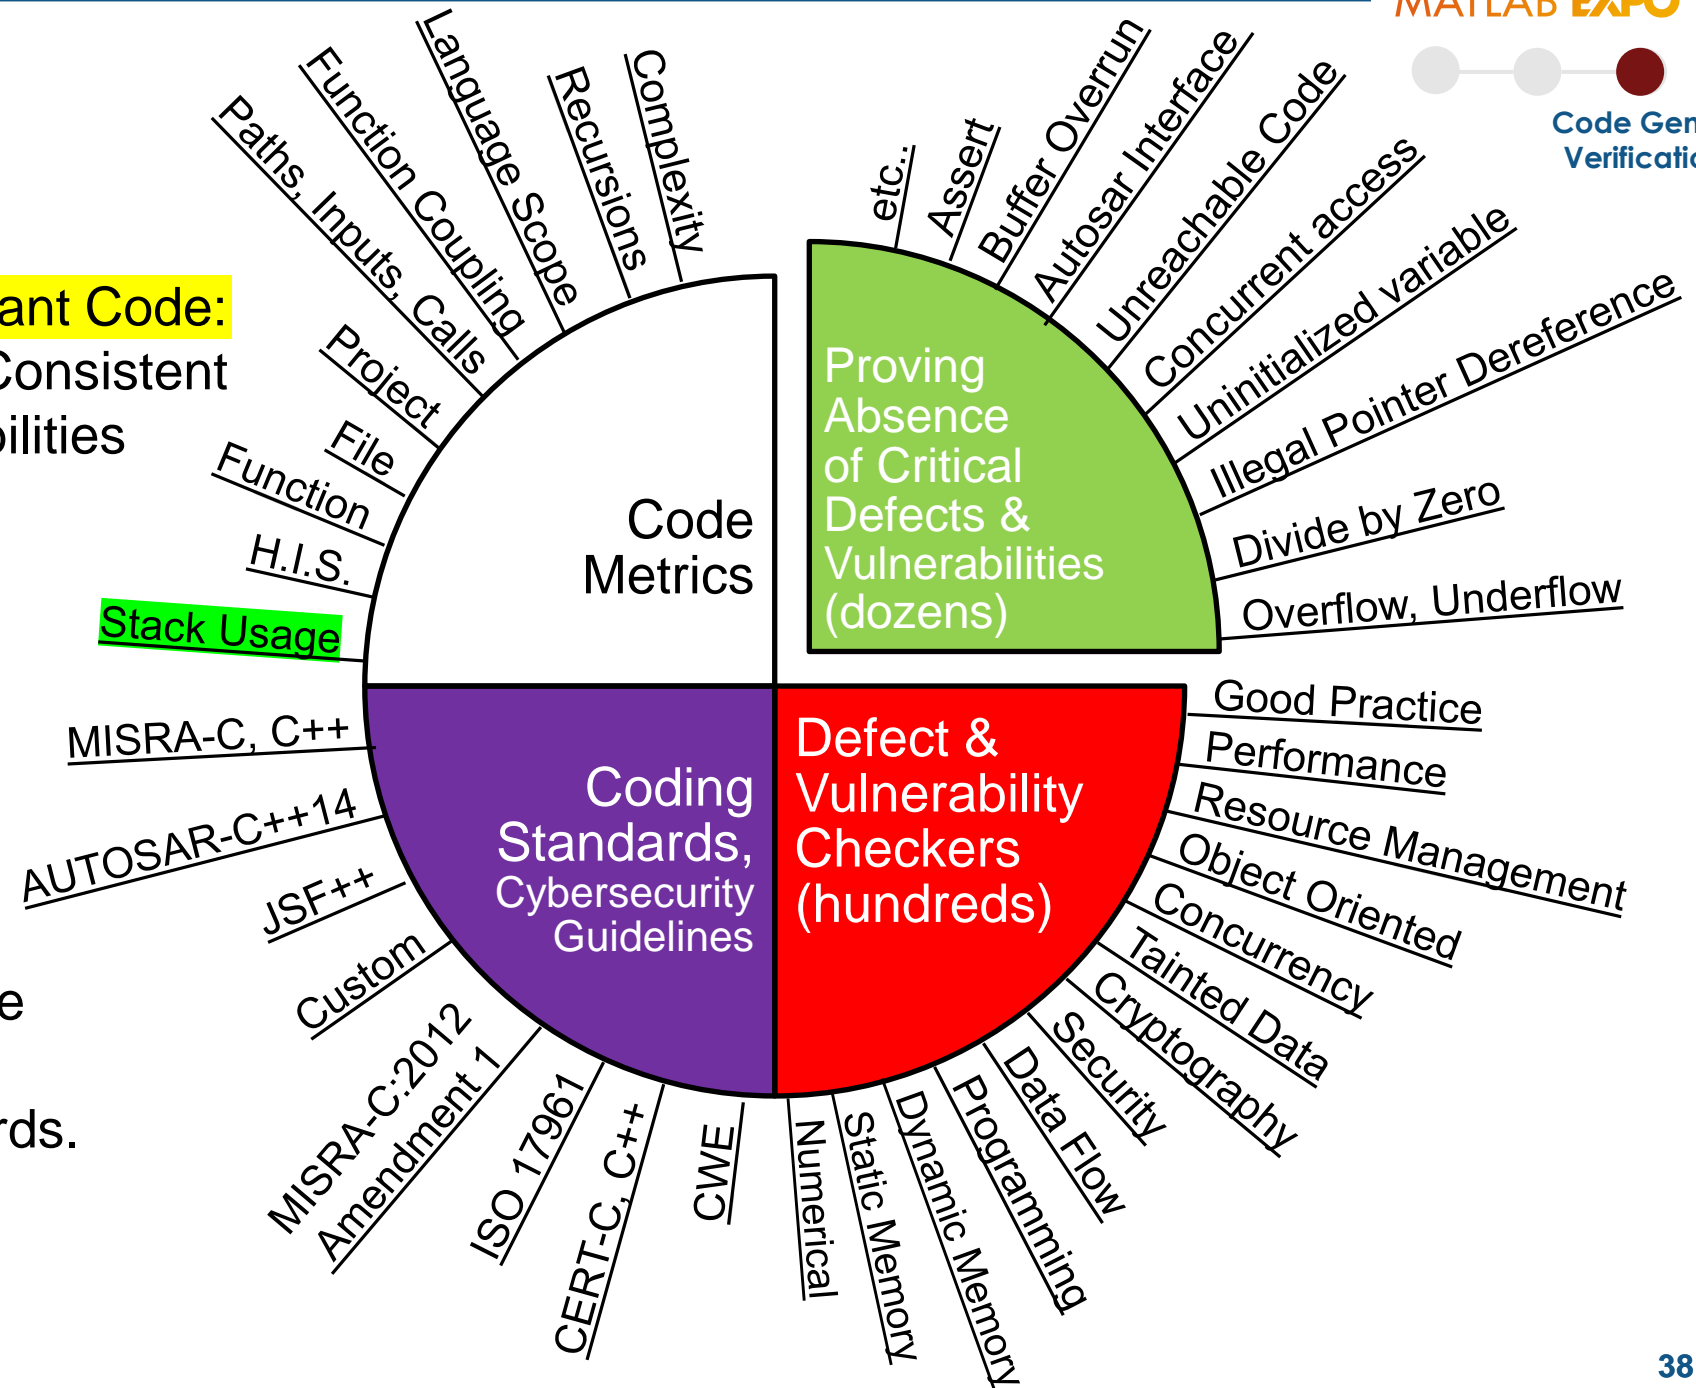 MATLAB EXPO
Code Gen
Verificatio
ant Code:
Consistent
bilities
e
rds.
Code
Metrics
Complexity
Recursions
Language Scope
Function Coupling
Paths, Inputs, Calls
Project
File
Function
H.I.S.
Stack Usage
Proving
Absence
of Critical
Defects &
Vulnerabilities
(dozens)
etc..
Assert
Buffer Overrun
Autosar Interface
Unreachable Code
Concurrent access
Uninitialized variable
Illegal Pointer Dereference
Divide by Zero
Overflow, Underflow
Coding
Standards,
Cybersecurity
Guidelines
MISRA-C, C++
AUTOSAR-C++14
JSF++
Custom
MISRA-C:2012
Amendment 1
ISO 17961
CERT-C, C++
CWE
Defect &
Vulnerability
Checkers
(hundreds)
Good Practice
Performance
Resource Management
Object Oriented
Concurrency
Tainted Data
Cryptography
Security
Data Flow
Programming
Dynamic Memory
Static Memory
Numerical
38